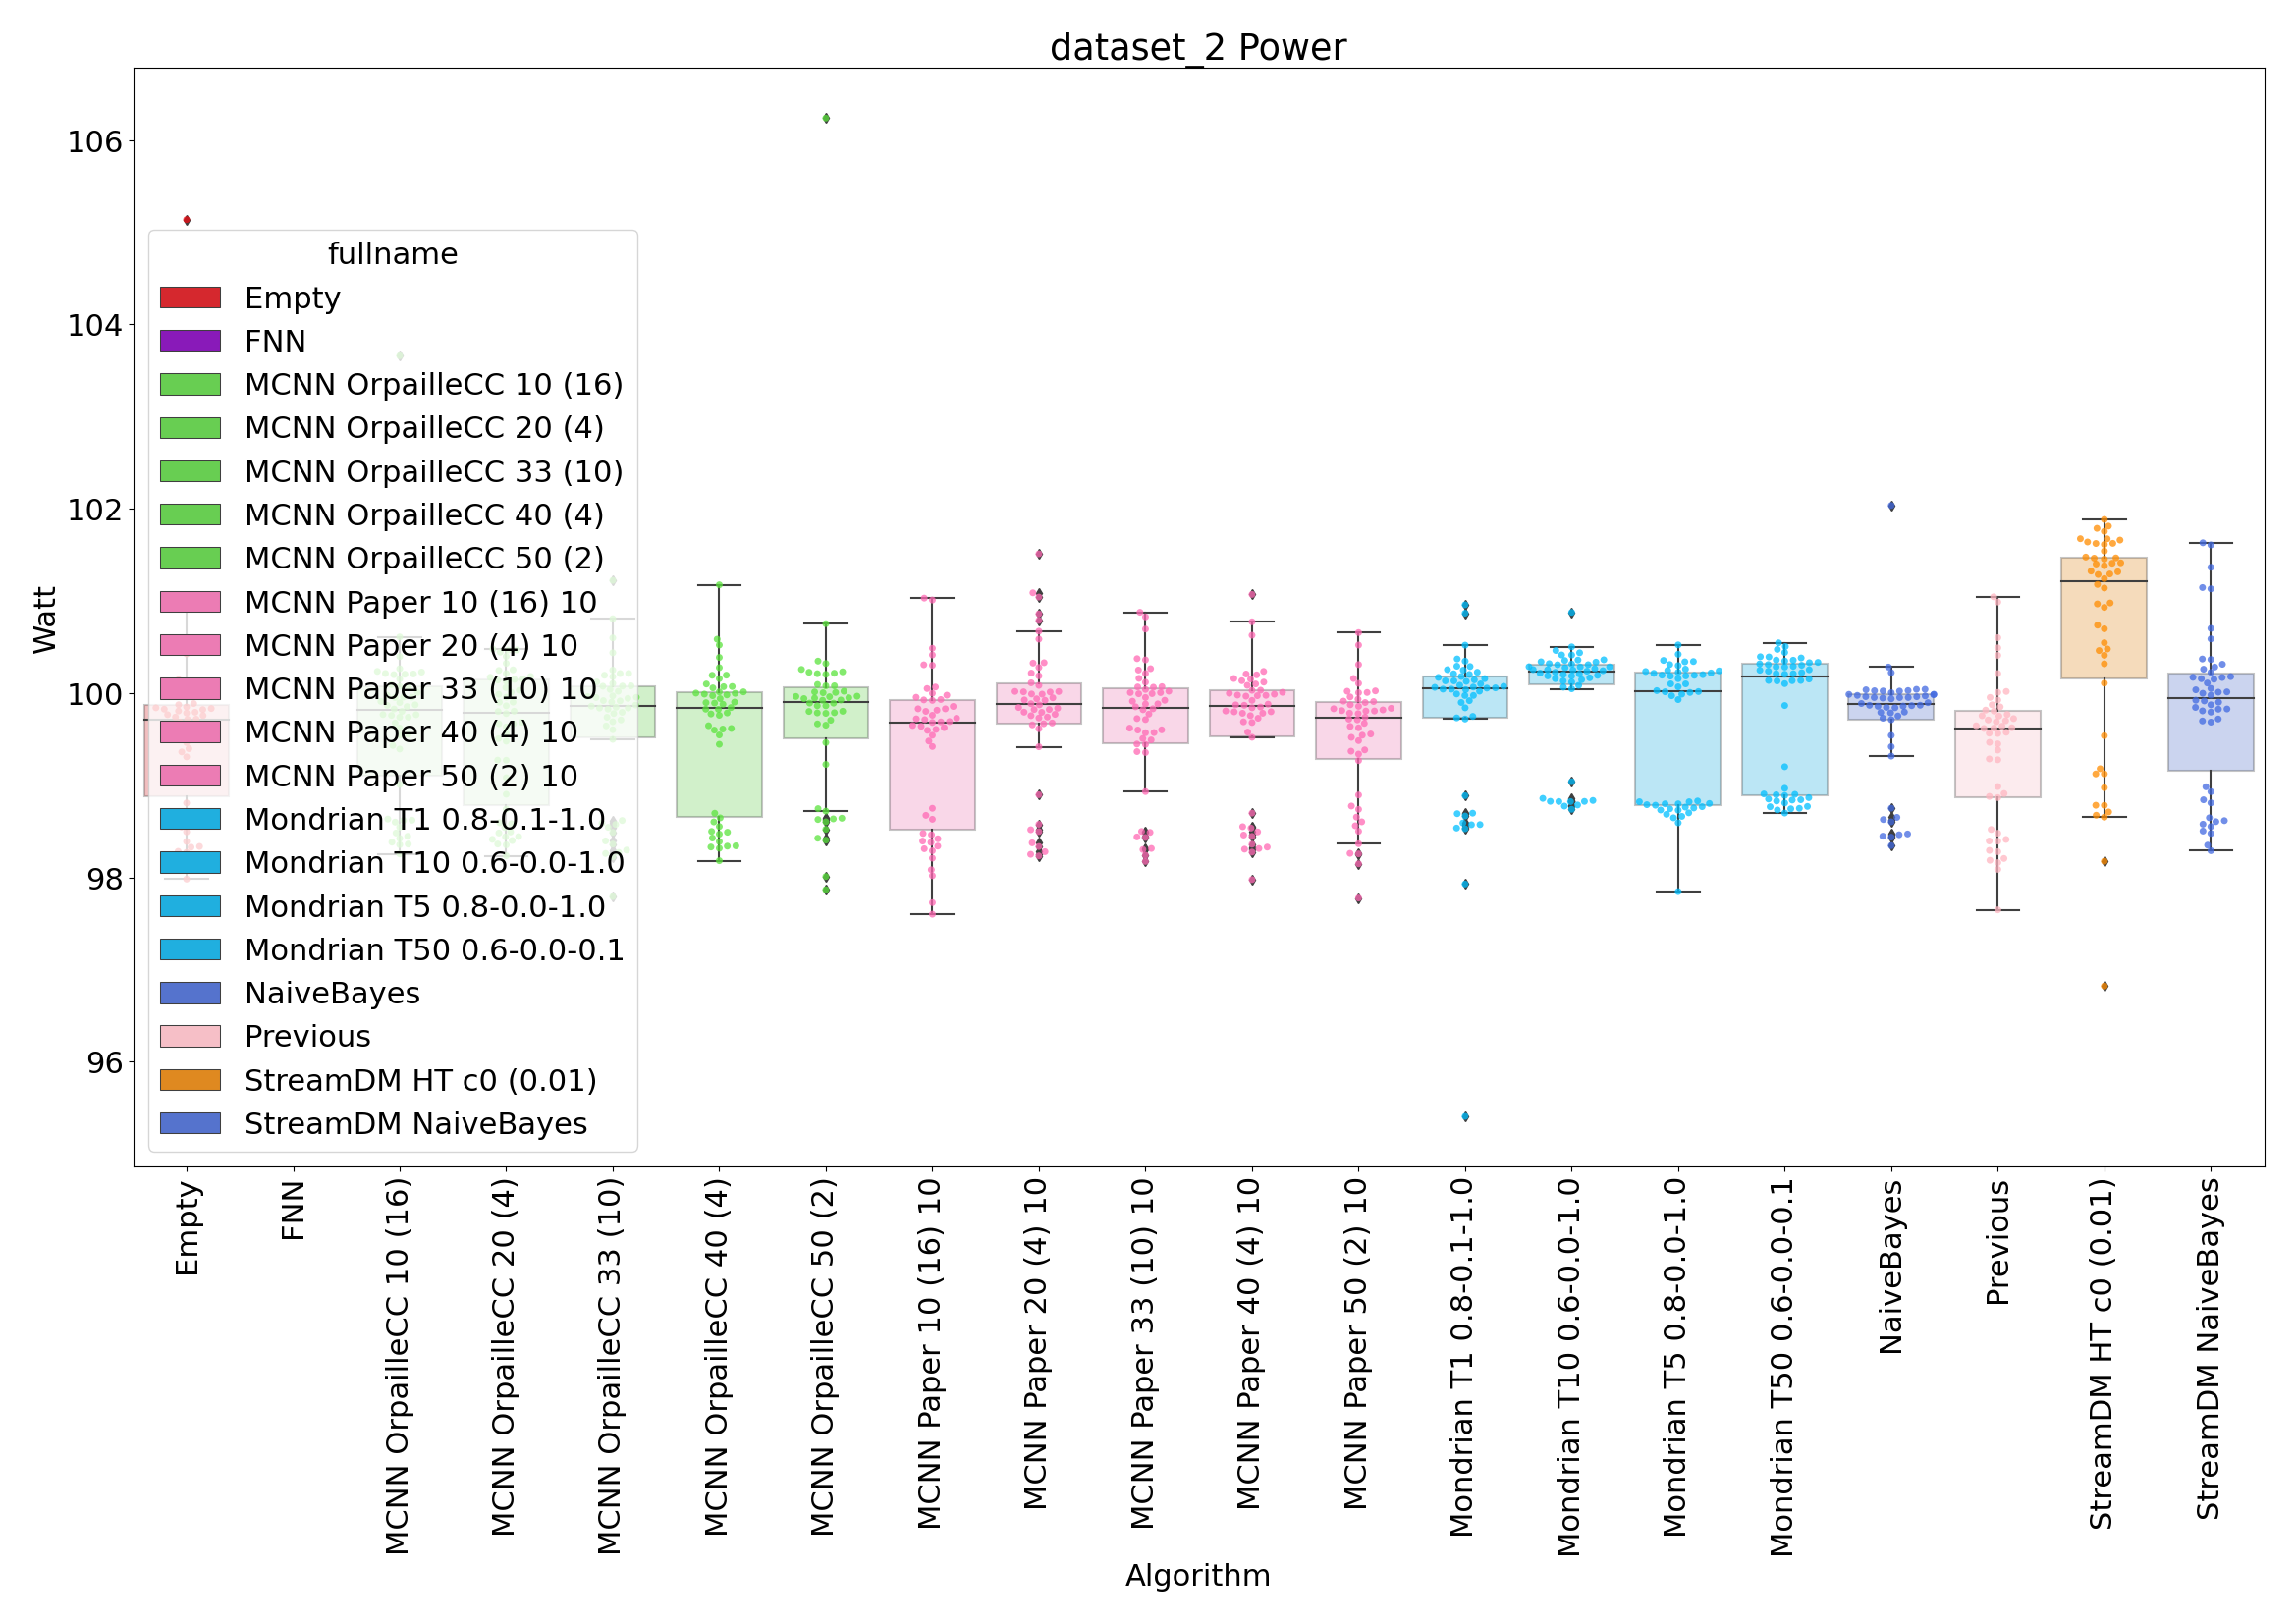 dataset_2 Power
Watt
106
104
102
100
98
96
fullname
Empty
FNN
MCNN OrpailleCC 10 (16)
MCNN OrpailleCC 20 (4)
MCNN OrpailleCC 33 (10)
MCNN OrpailleCC 40 (4)
MCNN OrpailleCC 50 (2)
MCNN Paper 10 (16) 10
MCNN Paper 20 (4) 10
MCNN Paper 33 (10) 10
MCNN Paper 40 (4) 10
MCNN Paper 50 (2) 10
Mondrian T1 0.8-0.1-1.0
Mondrian T10 0.6-0.0-1.0
Mondrian T5 0.8-0.0-1.0
Mondrian T50 0.6-0.0-0.1
NaiveBayes
Previous
StreamDM HT c0 (0.01)
StreamDM NaiveBayes
Empty
FNN
MCNN OrpailleCC 10 (16)
MCNN OrpailleCC 20 (4)
MCNN OrpailleCC 33 (10)
MCNN OrpailleCC 40 (4)
MCNN OrpailleCC 50 (2)
MCNN Paper 10 (16) 10
MCNN Paper 20 (4) 10
MCNN Paper 33 (10) 10
MCNN Paper 40 (4) 10
MCNN Paper 50 (2) 10
Mondrian T1 0.8-0.1-1.0
Mondrian T10 0.6-0.0-1.0
Mondrian T5 0.8-0.0-1.0
Mondrian T50 0.6-0.0-0.1
NaiveBayes
Previous
StreamDM HT c0 (0.01)
StreamDM NaiveBayes
Algorithm